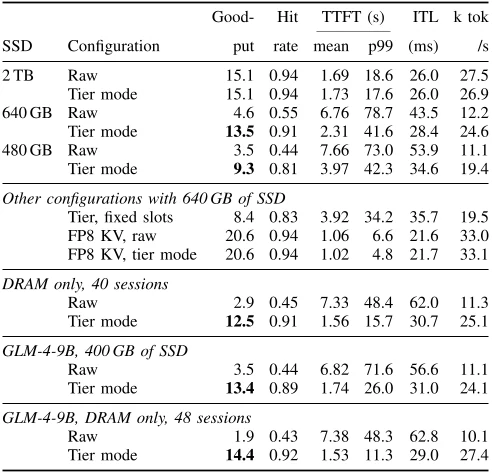 Good- Hit TTFT (s) ITL k tok
SSD Configuration put rate mean p99 (ms) /s
2 TB Raw 15.1 0.94 1.69 18.6 26.0 27.5
Tier mode 15.1 0.94 1.73 17.6 26.0 26.9
640 GB Raw 4.6 0.55 6.76 78.7 43.5 12.2
Tier mode 13.5 0.91 2.31 41.6 28.4 24.6
480 GB Raw 3.5 0.44 7.66 73.0 53.9 11.1
Tier mode 9.3 0.81 3.97 42.3 34.6 19.4
Other configurations with 640 GB of SSD
Tier, fixed slots 8.4 0.83 3.92 34.2 35.7 19.5
FP8 KV, raw 20.6 0.94 1.06 6.6 21.6 33.0
FP8 KV, tier mode 20.6 0.94 1.02 4.8 21.7 33.1
DRAM only, 40 sessions
Raw 2.9 0.45 7.33 48.4 62.0 11.3
Tier mode 12.5 0.91 1.56 15.7 30.7 25.1
GLM-4-9B, 400 GB of SSD
Raw 3.5 0.44 6.82 71.6 56.6 11.1
Tier mode 13.4 0.89 1.74 26.0 31.0 24.1
GLM-4-9B, DRAM only, 48 sessions
Raw 1.9 0.43 7.38 48.3 62.8 10.1
Tier mode 14.4 0.92 1.53 11.3 29.0 27.4